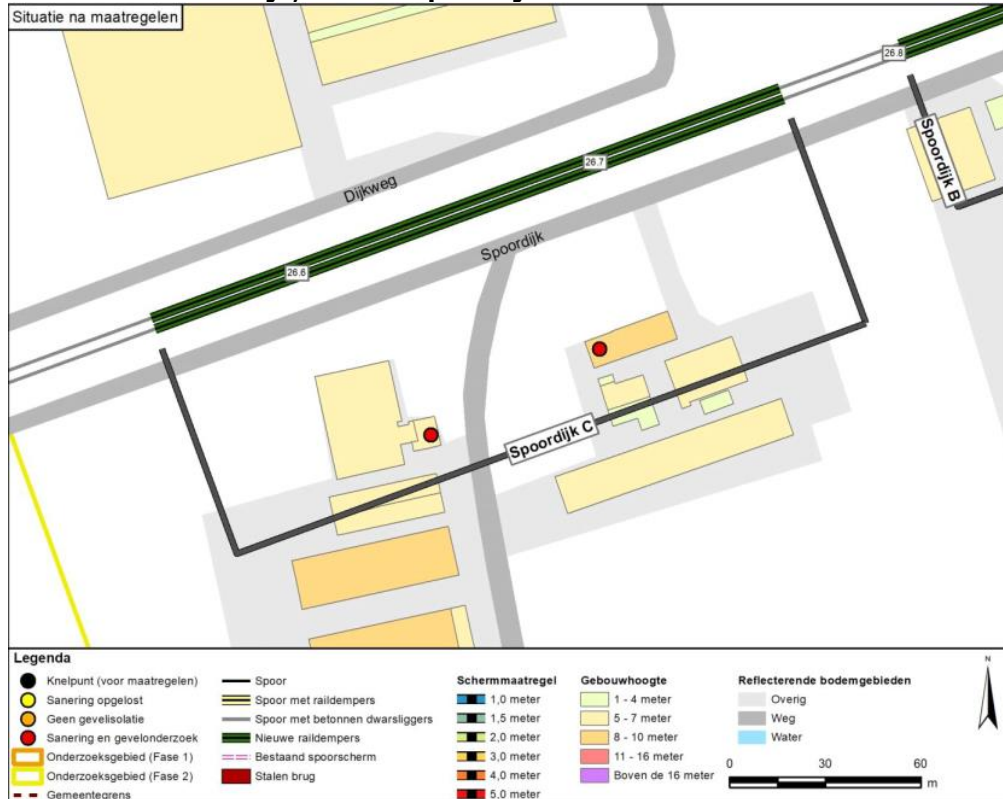 Situatie na maatregelen
26.8
Spoordijk B
26.7
Dijkweg
Spoordijk
26.6
Spoordijk C
Legenda
Knelpunt (voor maatregelen)
Sanering opgelost
Geen gevelisolatie
Sanering en gevelonderzoek
Onderzoeksgebied (Fase 1)
Onderzoeksgebied (Fase 2)
Gemeentegrens
Spoor
Spoor met raildempers
Spoor met betonnen dwarsliggers
Nieuwe raildempers
Bestaand spoorscherm
Stalen brug
Schermmaatregel
1,0 meter
1,5 meter
2,0 meter
3,0 meter
4,0 meter
5,0 meter
Gebouwhoogte
1 - 4 meter
5 - 7 meter
8 - 10 meter
11 - 16 meter
Boven de 16 meter
Reflecterende bodemgebieden
Overig
Weg
Water
N
0 30 60
m